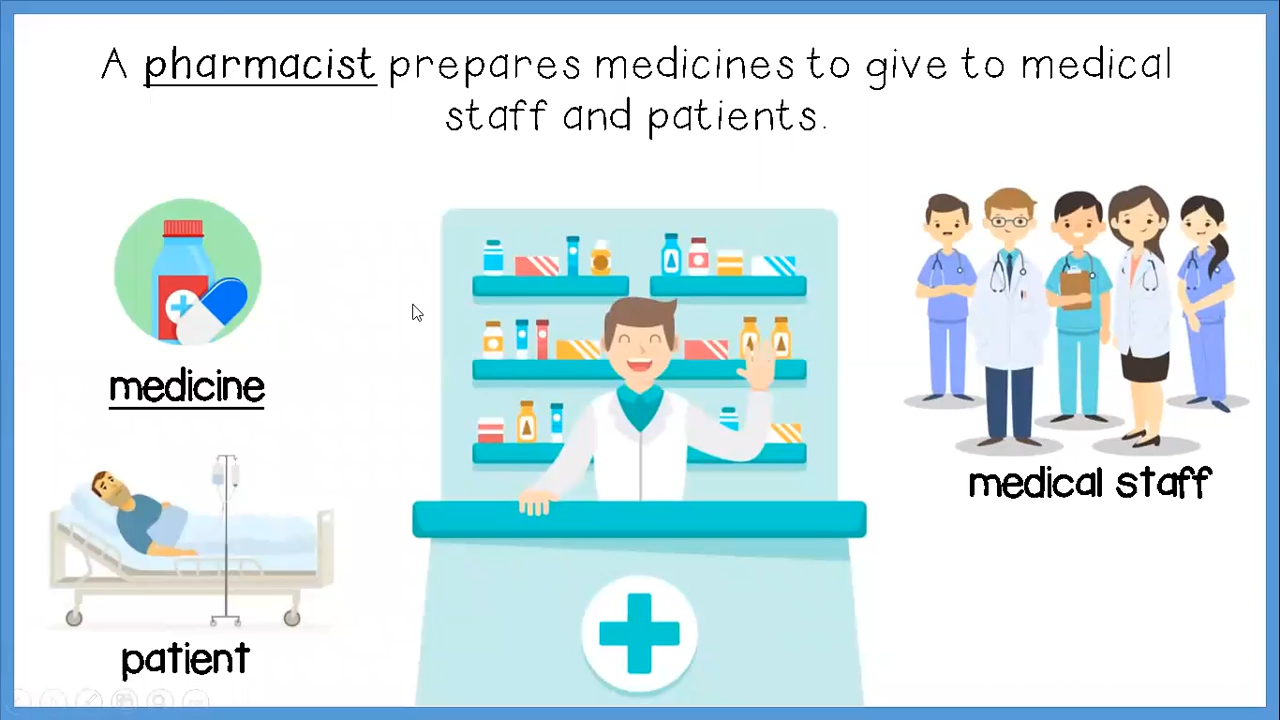 A pharmacist prepares medicines to give to medical
staff and patients.
medicine
medical staff
patient